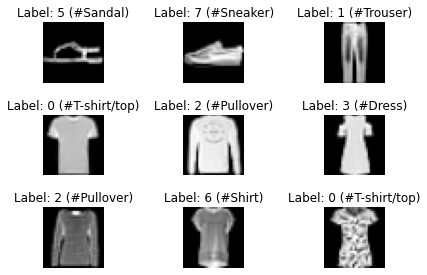 Label: 5 (#Sandal)
Label: 7 (#Sneaker)
Label: 1 (#Trouser)
Label: 0 (#T-shirt/top)
Label: 2 (#Pullover)
Label: 3 (#Dress)
Label: 2 (#Pullover)
Label: 6 (#Shirt)
Label: 0 (#T-shirt/top)